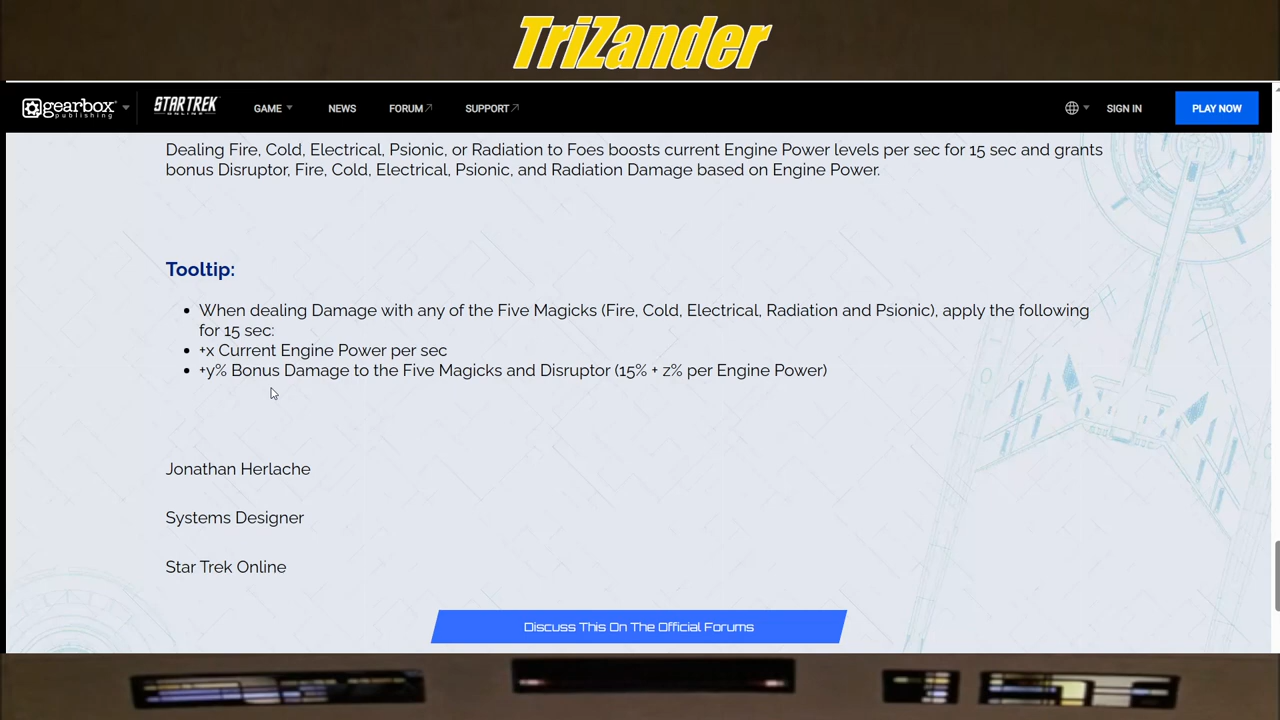 TriZander
gearbox publishing STAR TREK ONLINE GAME NEWS FORUM SUPPORT SIGN IN PLAY NOW
Dealing Fire, Cold, Electrical, Psionic, or Radiation to Foes boosts current Engine Power levels per sec for 15 sec and grants
bonus Disruptor, Fire, Cold, Electrical, Psionic, and Radiation Damage based on Engine Power.
Tooltip:
• When dealing Damage with any of the Five Magicks (Fire, Cold, Electrical, Radiation and Psionic), apply the following
for 15 sec:
• +x Current Engine Power per sec
• +y% Bonus Damage to the Five Magicks and Disruptor (15% + z% per Engine Power)
Jonathan Herlache
Systems Designer
Star Trek Online
Discuss This On The Official Forums